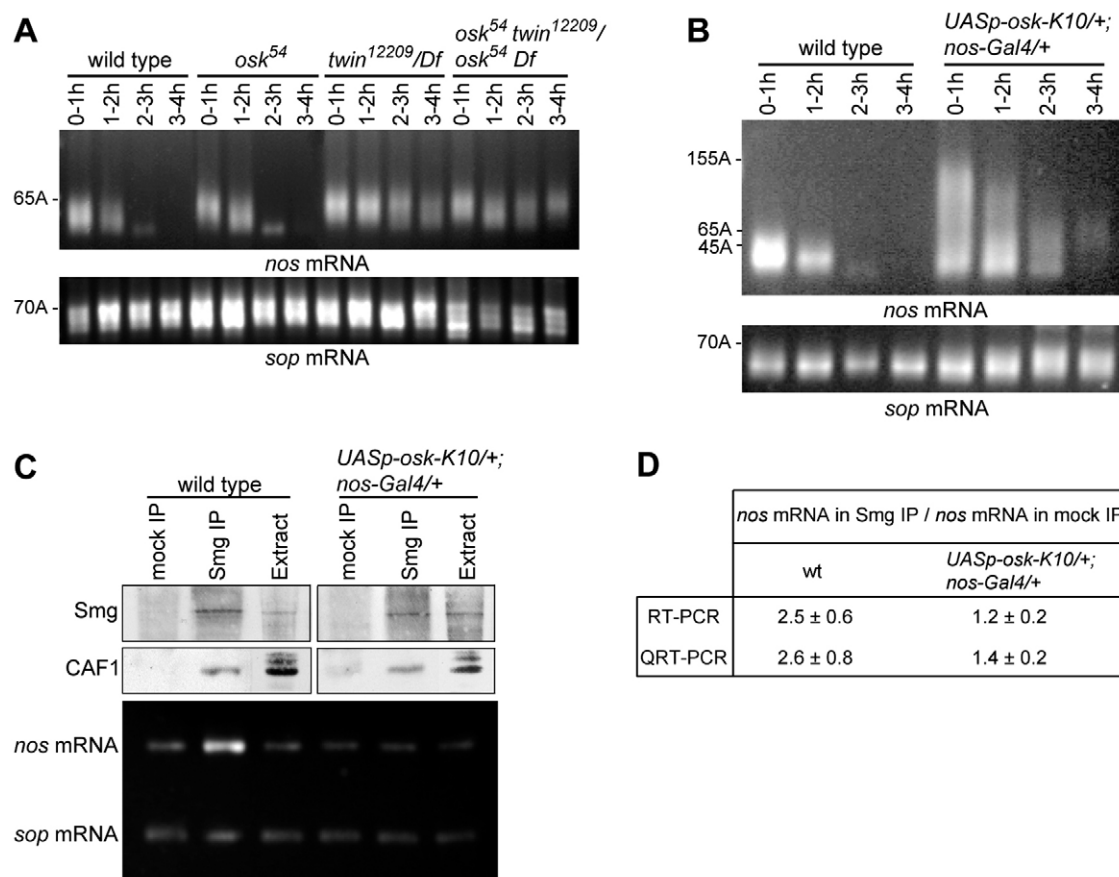 A
wild type
osk54
twin12209/Df
osk54 twin12209/
osk54 Df
0-1h 1-2h 2-3h 3-4h 0-1h 1-2h 2-3h 3-4h 0-1h 1-2h 2-3h 3-4h 0-1h 1-2h 2-3h 3-4h
65A -
nos mRNA
70A -
sop mRNA
B
wild type
UASp-osk-K10/+;
nos-Gal4/+
0-1h 1-2h 2-3h 3-4h 0-1h 1-2h 2-3h 3-4h
155A -
65A -
45A -
nos mRNA
70A -
sop mRNA
C
wild type
UASp-osk-K10/+;
nos-Gal4/+
mock IP Smg IP Extract mock IP Smg IP Extract
Smg
CAF1
nos mRNA
sop mRNA
D
nos mRNA in Smg IP / nos mRNA in mock IP
wt
UASp-osk-K10/+;
nos-Gal4/+
RT-PCR 2.5 ± 0.6 1.2 ± 0.2
QRT-PCR 2.6 ± 0.8 1.4 ± 0.2